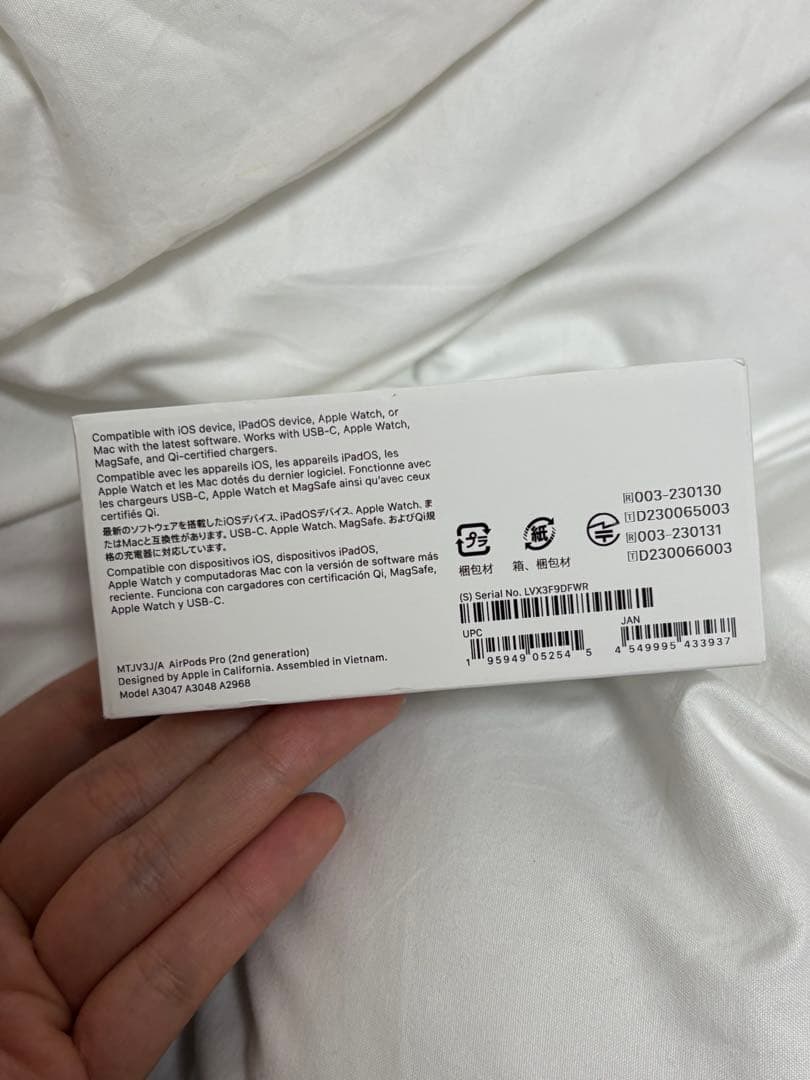 Compatible with iOS device, iPadOS device, Apple Watch, or
Mac with the latest software. Works with USB-C, Apple Watch,
MagSafe, and Qi-certified chargers.
Compatible avec les appareils iOS, les appareils iPadOS, les
Apple Watch et les Mac dotés du dernier logiciel. Fonctionne avec
les chargeurs USB-C, Apple Watch et MagSafe ainsi qu'avec ceux
certifiés Qi.
最新のソフトウェアを搭載したiOSデバイス、iPadOSデバイス、Apple Watch、ま
たはMacと互換性があります。USB-C、Apple Watch、MagSafe、およびQi規
格の充電器に対応しています。
Compatible con dispositivos iOS, dispositivos iPadOS,
Apple Watch y computadoras Mac con la versión de software más
reciente. Funciona con cargadores con certificación Qi, MagSafe,
Apple Watch y USB-C.
MTJV3J/A AirPods Pro (2nd generation)
Designed by Apple in California. Assembled in Vietnam.
Model A3047 A3048 A2968
プラ
梱包材
紙
箱、梱包材
R 003-230130
T D230065003
R 003-230131
T D230066003
(S) Serial No. LVX3F9DFWR
UPC
1 95949 05254 5
JAN
4 549995 433937